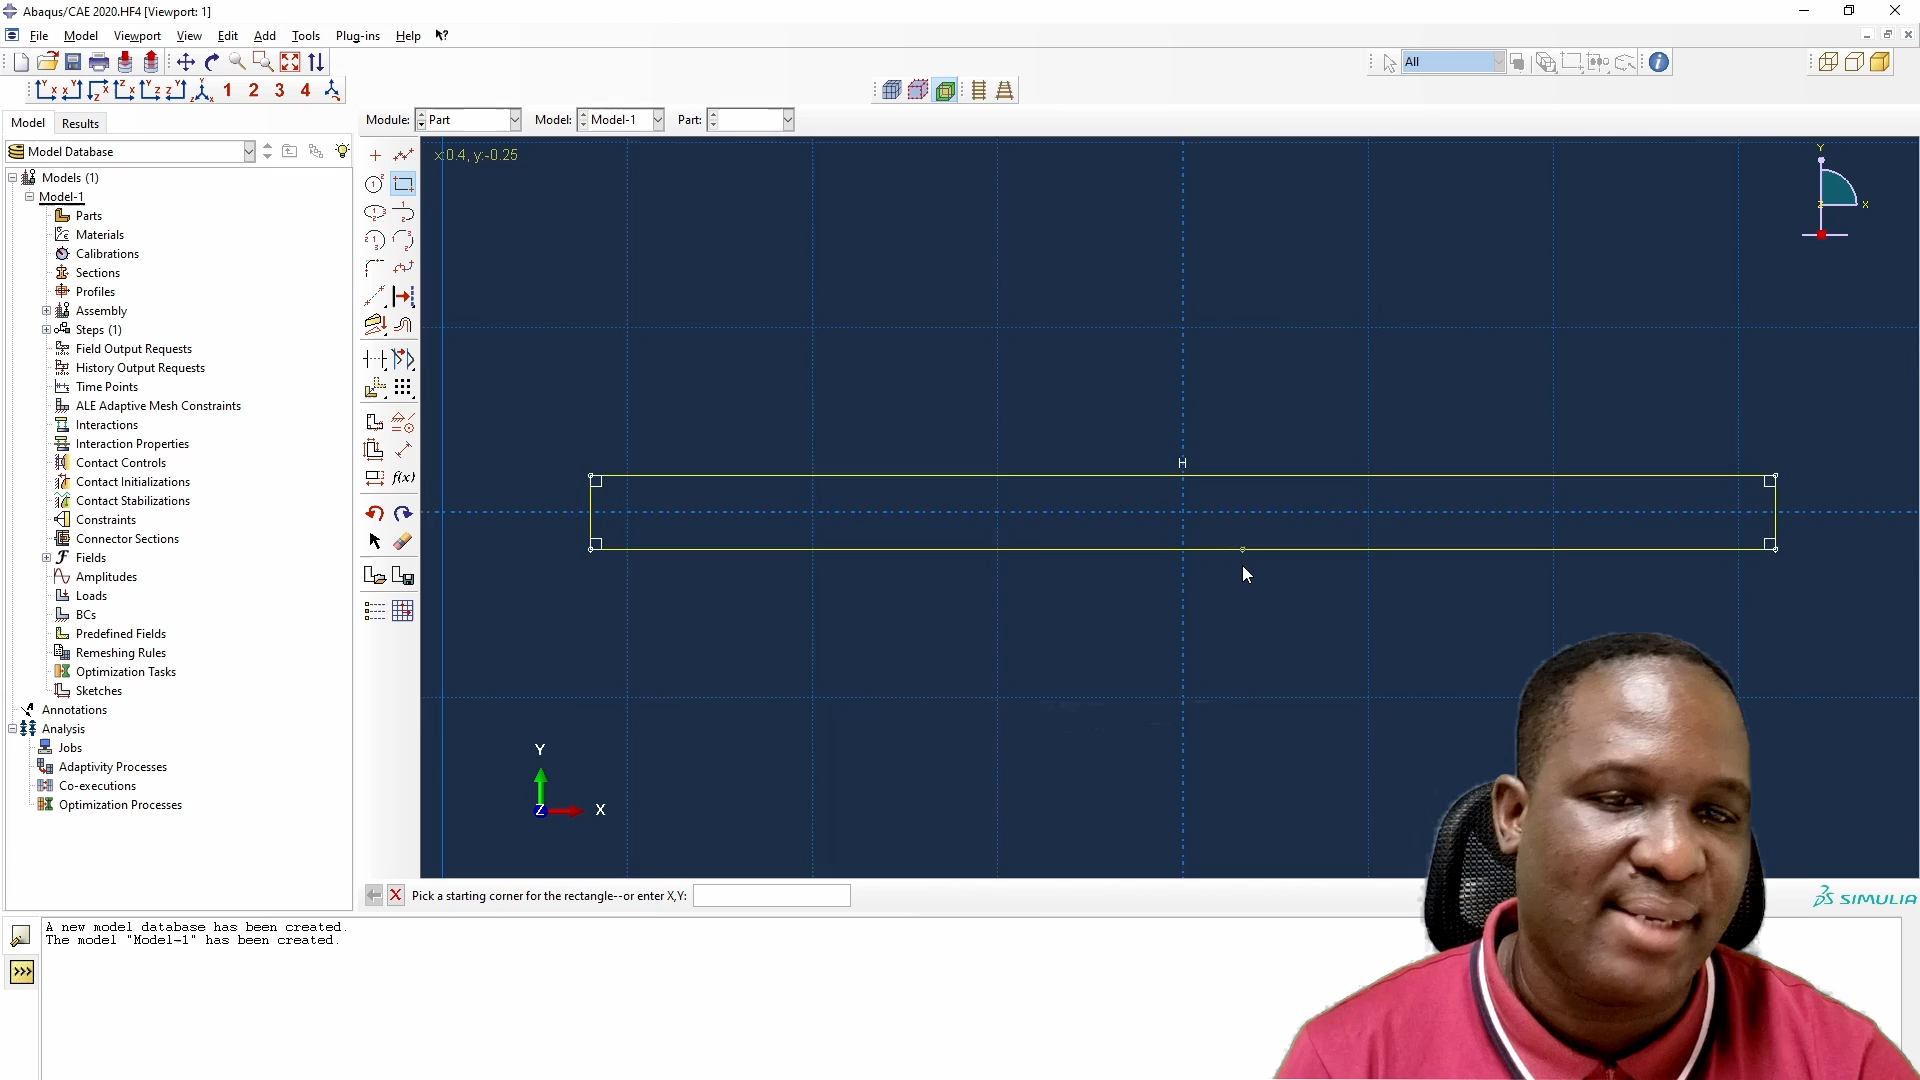 Abaqus/CAE 2020.HF4 [Viewport: 1]
File Model Viewport View Edit Add Tools Plug-ins Help
All
1 2 3 4
Model Results
Module: Part Model: Model-1 Part:
Model Database
x:0.4, y:-0.25
Models (1)
Model-1
Parts
Materials
Calibrations
Sections
Profiles
Assembly
Steps (1)
Field Output Requests
History Output Requests
Time Points
ALE Adaptive Mesh Constraints
Interactions
Interaction Properties
Contact Controls
Contact Initializations
Contact Stabilizations
Constraints
Connector Sections
Fields
Amplitudes
Loads
BCs
Predefined Fields
Remeshing Rules
Optimization Tasks
Sketches
Annotations
Analysis
Jobs
Adaptivity Processes
Co-executions
Optimization Processes
f(x)
Y
Z X
H
Y
Z X
Pick a starting corner for the rectangle--or enter X,Y:
SIMULIA
A new model database has been created.
The model "Model-1" has been created.
>>>